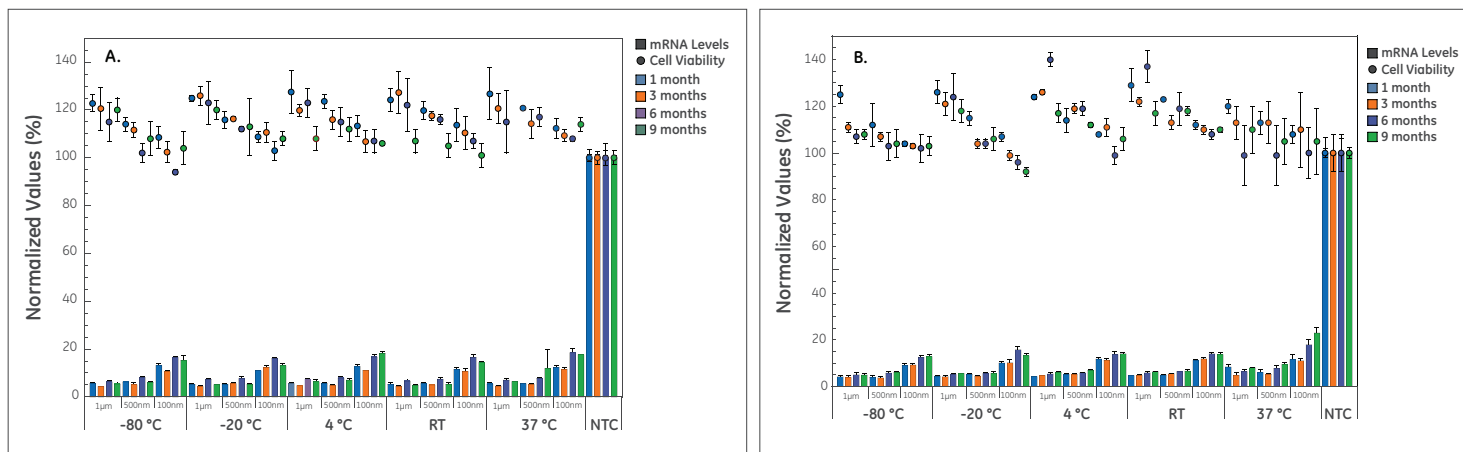 A.
Normalized Values (%)
140
120
100
80
60
40
20
0
1µm 500nm 100nm 1µm 500nm 100nm 1µm 500nm 100nm 1µm 500nm 100nm 1µm 500nm 100nm
-80 °C -20 °C 4 °C RT 37 °C NTC
mRNA Levels
Cell Viability
1 month
3 months
6 months
9 months
B.
Normalized Values (%)
140
120
100
80
60
40
20
0
1µm 500nm 100nm 1µm 500nm 100nm 1µm 500nm 100nm 1µm 500nm 100nm 1µm 500nm 100nm
-80 °C -20 °C 4 °C RT 37 °C NTC
mRNA Levels
Cell Viability
1 month
3 months
6 months
9 months